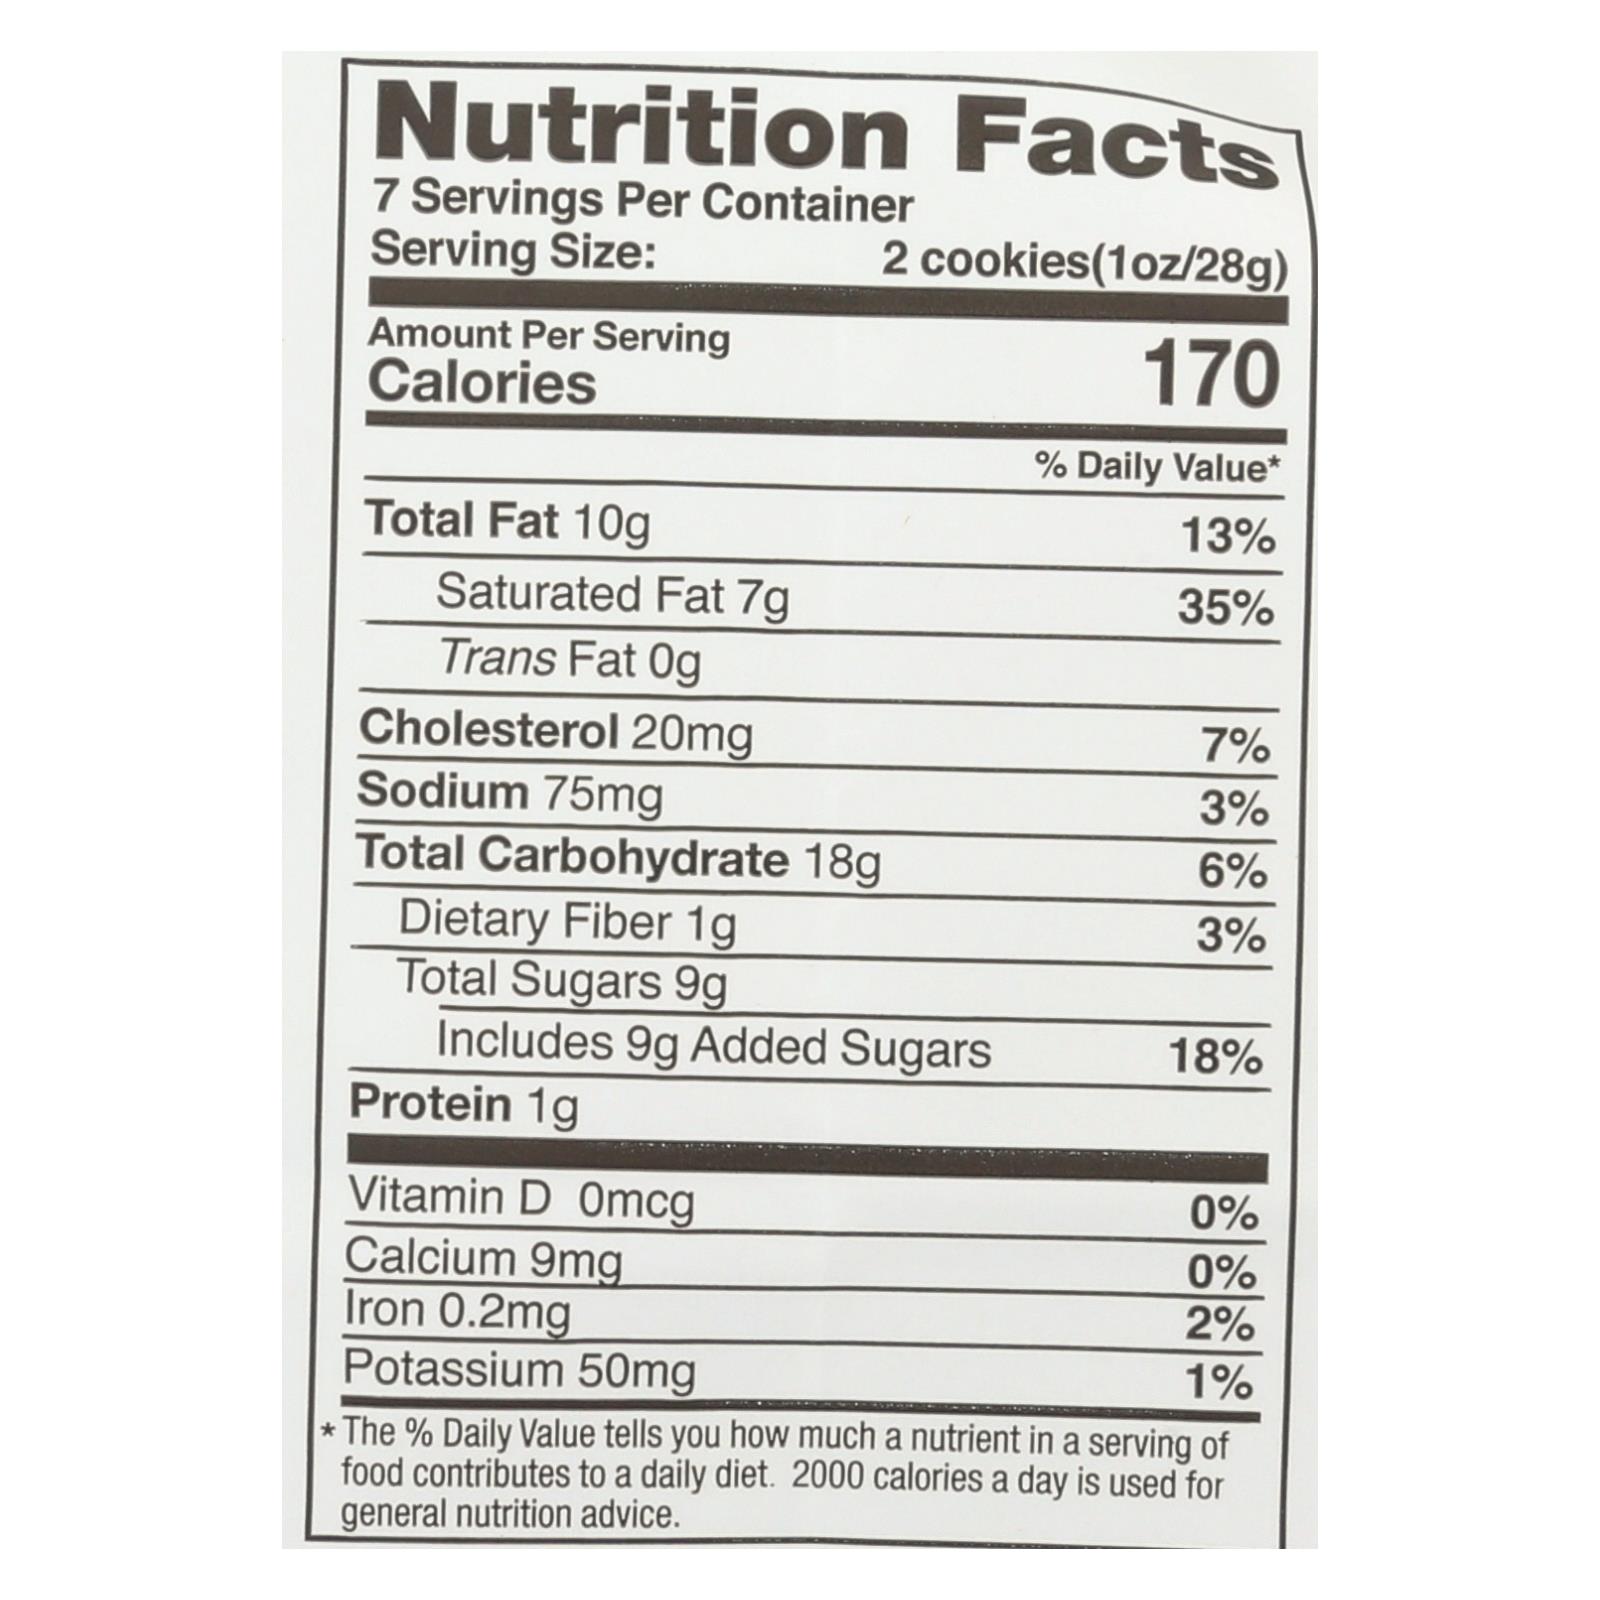 Nutrition Facts
7 Servings Per Container
Serving Size: 2 cookies(1oz/28g)
Amount Per Serving
Calories 170
% Daily Value*
Total Fat 10g 13%
Saturated Fat 7g 35%
Trans Fat 0g
Cholesterol 20mg 7%
Sodium 75mg 3%
Total Carbohydrate 18g 6%
Dietary Fiber 1g 3%
Total Sugars 9g
Includes 9g Added Sugars 18%
Protein 1g
Vitamin D 0mcg 0%
Calcium 9mg 0%
Iron 0.2mg 2%
Potassium 50mg 1%
* The % Daily Value tells you how much a nutrient in a serving of
food contributes to a daily diet. 2000 calories a day is used for
general nutrition advice.